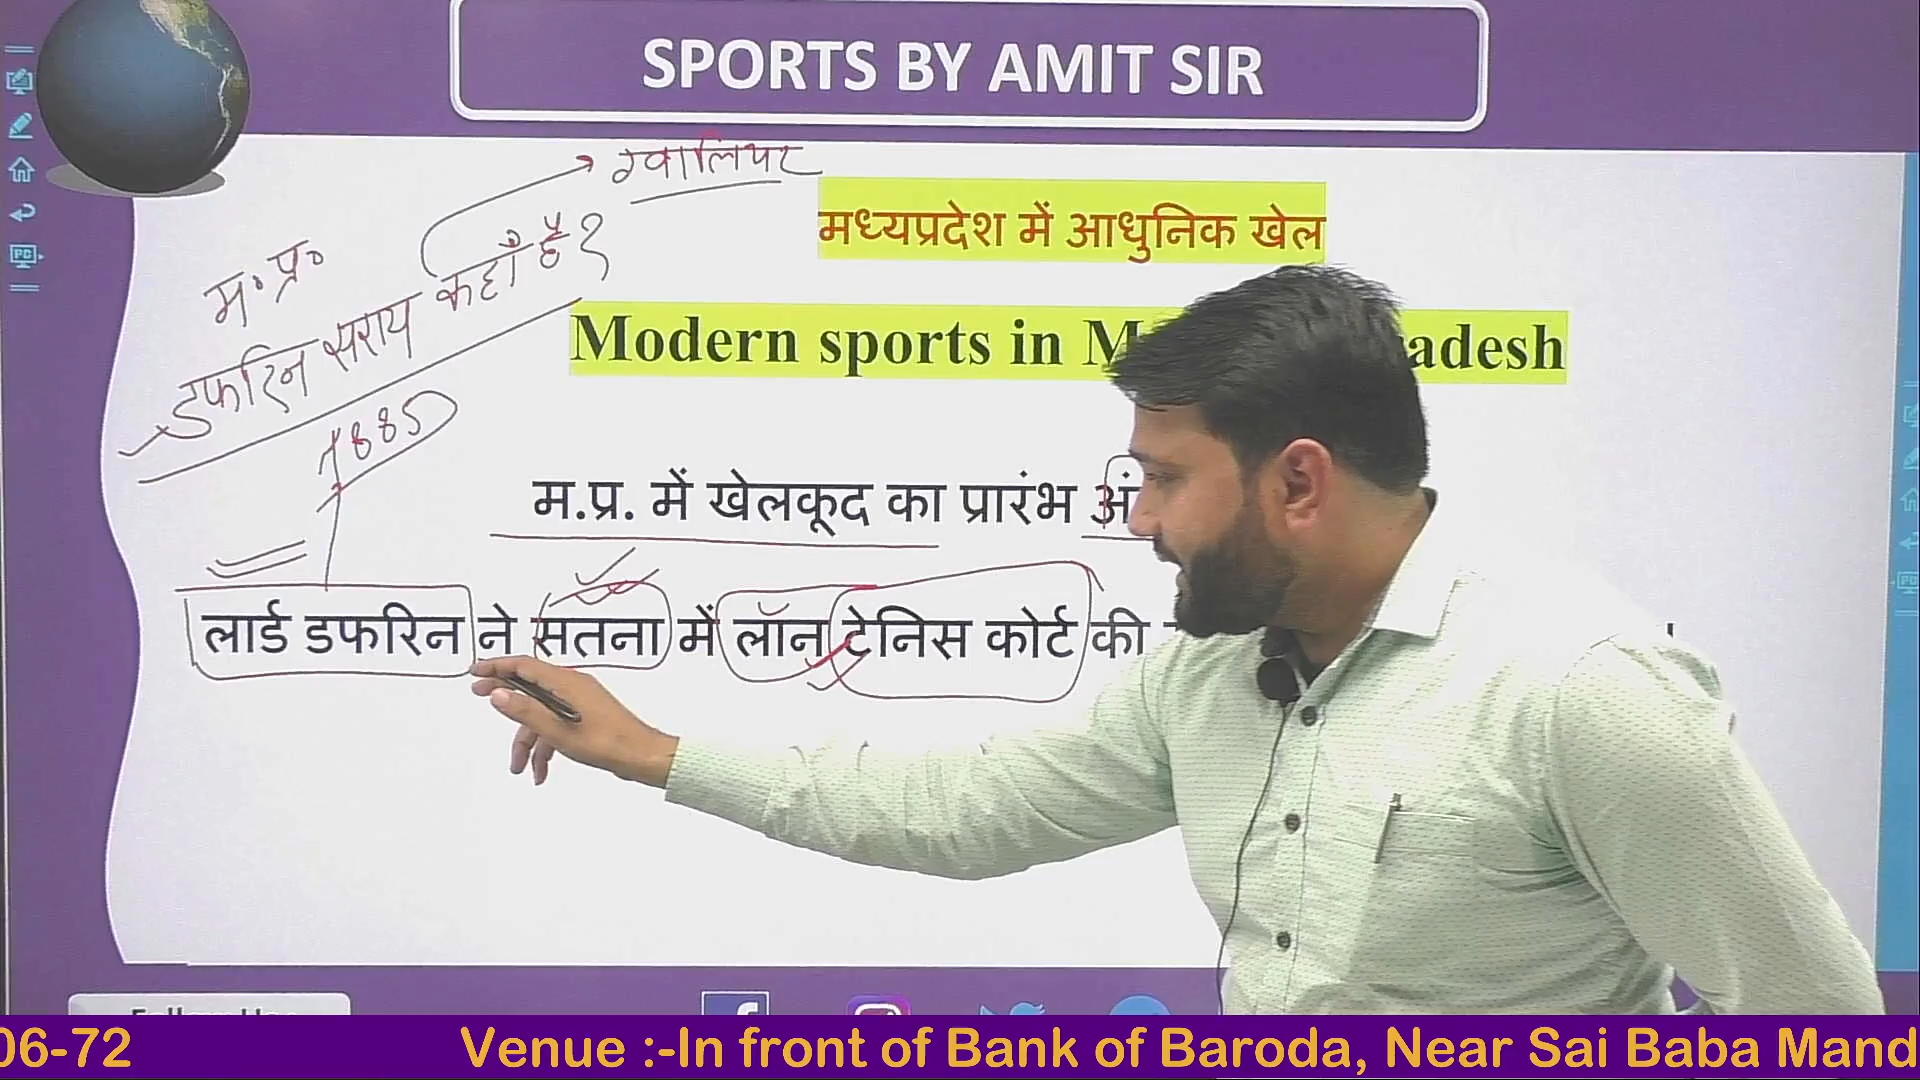 SPORTS BY AMIT SIR
ग्वालियर
मध्यप्रदेश में आधुनिक खेल
म.प्र.
डफरिन सराय कहाँ है?
Modern sports in M adesh
1885
म.प्र. में खेलकूद का प्रारंभ अं
लार्ड डफरिन ने सतना में लॉन टेनिस कोर्ट की
06-72 Venue :-In front of Bank of Baroda, Near Sai Baba Mand